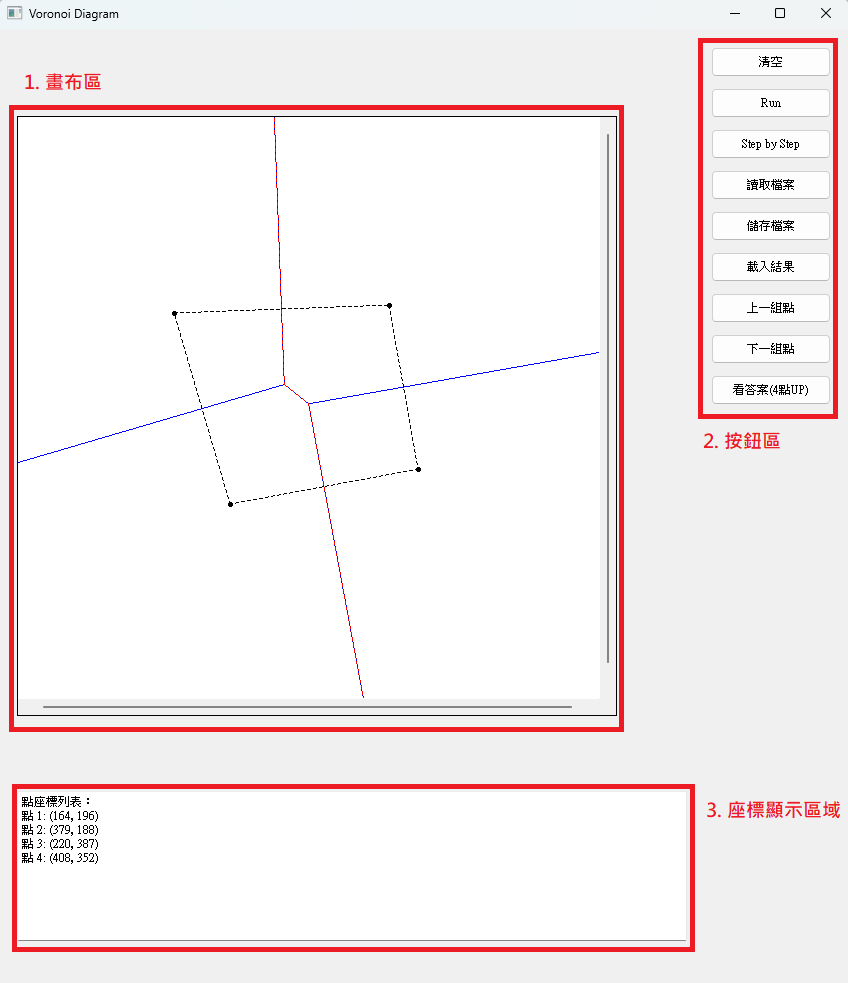 Voronoi Diagram
1. 畫布區
清空
Run
Step by Step
讀取檔案
儲存檔案
載入結果
上一組點
下一組點
看答案(4點UP)
2. 按鈕區
點座標列表：
點 1: (164, 196)
點 2: (379, 188)
點 3: (220, 387)
點 4: (408, 352)
3. 座標顯示區域